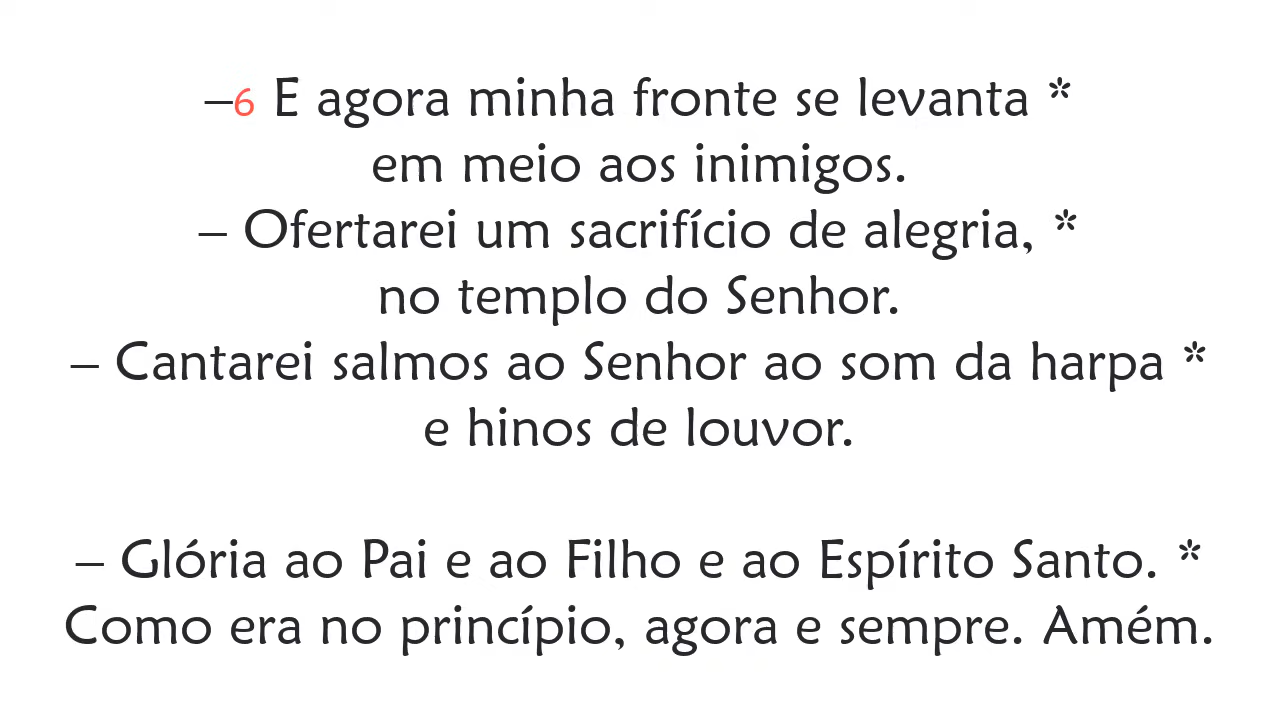 –6 E agora minha fronte se levanta *
em meio aos inimigos.
– Ofertarei um sacrifício de alegria, *
no templo do Senhor.
– Cantarei salmos ao Senhor ao som da harpa *
e hinos de louvor.
– Glória ao Pai e ao Filho e ao Espírito Santo. *
Como era no princípio, agora e sempre. Amém.